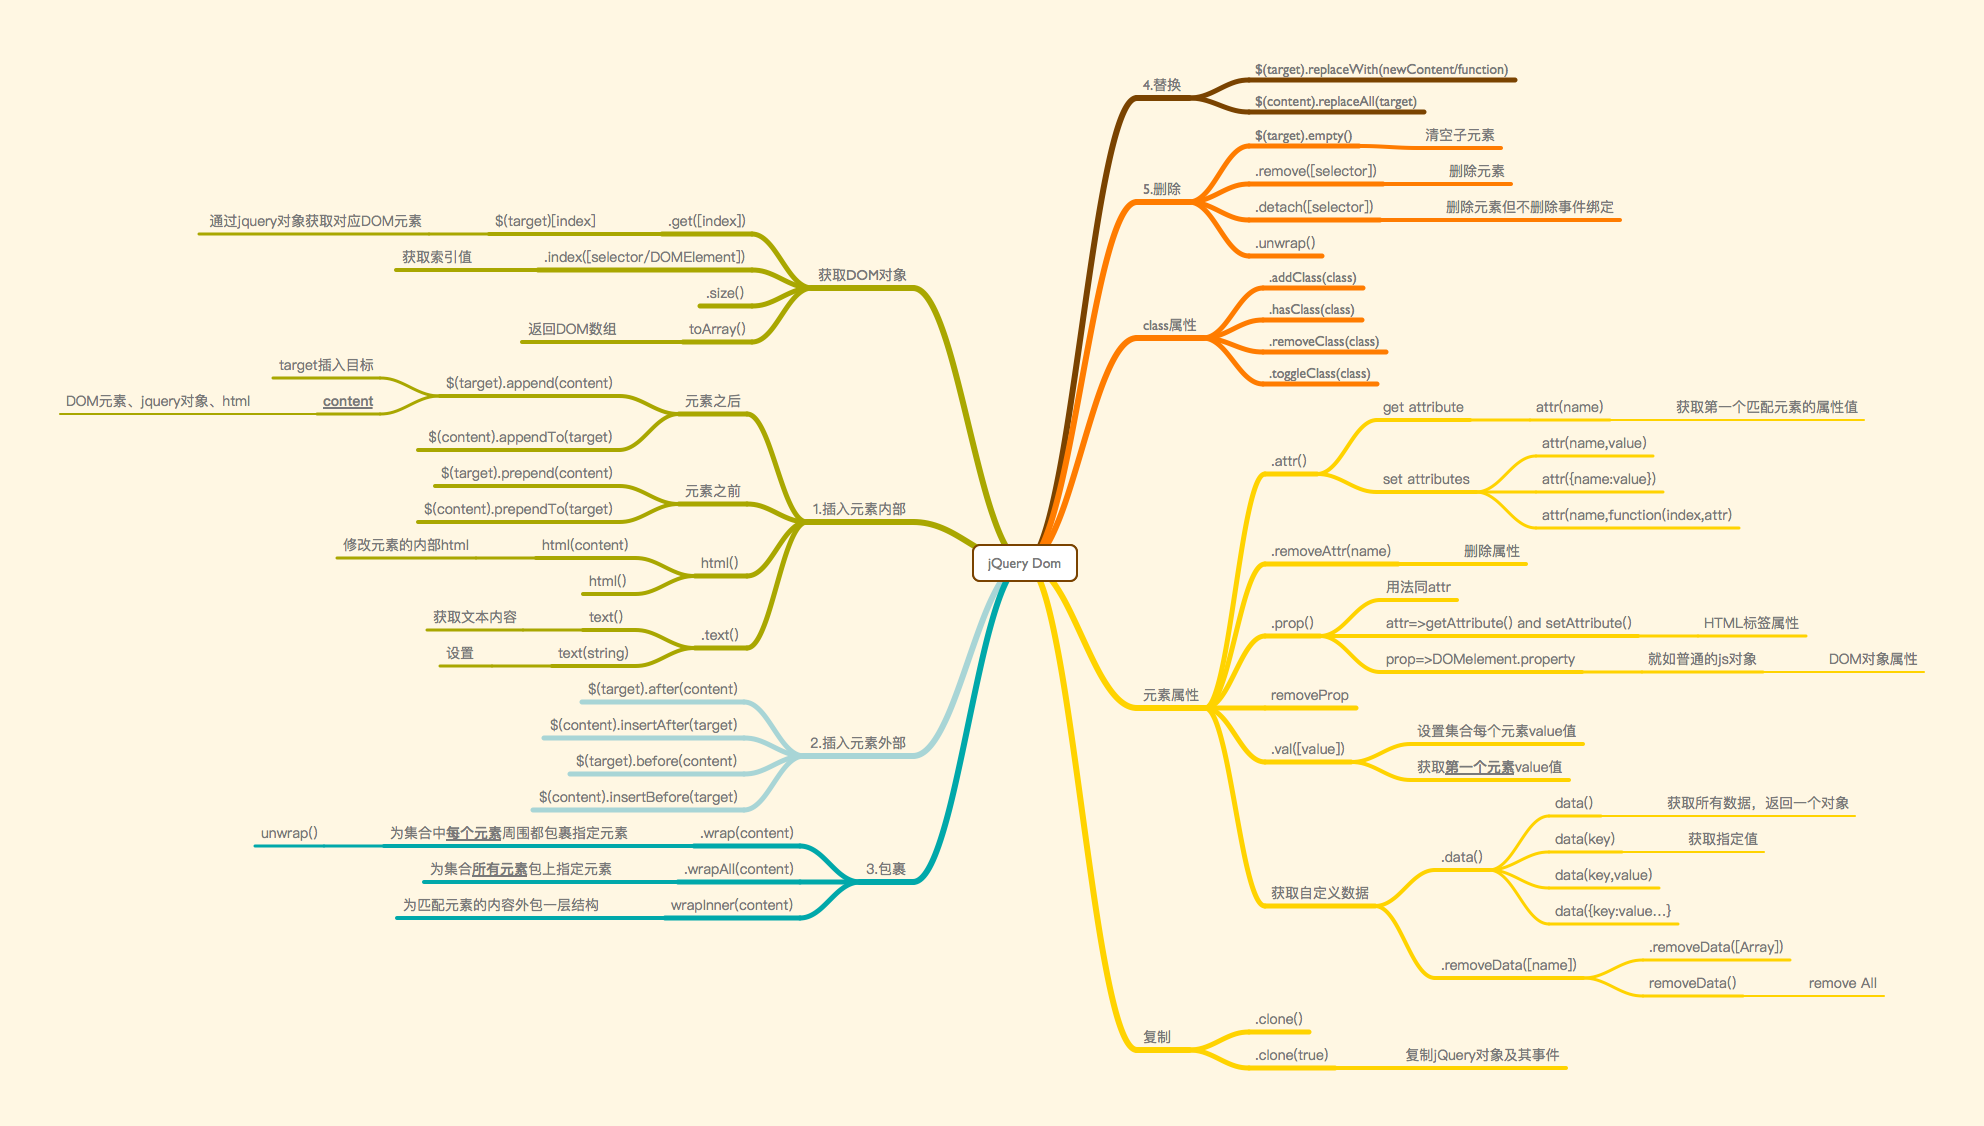 jQuery Dom
获取DOM对象
.get([index])
$(target)[index]
通过jquery对象获取对应DOM元素
.index([selector/DOMElement])
获取索引值
.size()
toArray()
返回DOM数组
1.插入元素内部
元素之后
$(target).append(content)
target插入目标
content
DOM元素、jquery对象、html
$(content).appendTo(target)
元素之前
$(target).prepend(content)
$(content).prependTo(target)
html()
html(content)
修改元素的内部html
html()
.text()
text()
获取文本内容
text(string)
设置
2.插入元素外部
$(target).after(content)
$(content).insertAfter(target)
$(target).before(content)
$(content).insertBefore(target)
3.包裹
.wrap(content)
为集合中每个元素周围都包裹指定元素
unwrap()
.wrapAll(content)
为集合所有元素包上指定元素
wrapInner(content)
为匹配元素的内容外包一层结构
4.替换
$(target).replaceWith(newContent/function)
$(content).replaceAll(target)
5.删除
$(target).empty()
清空子元素
.remove([selector])
删除元素
.detach([selector])
删除元素但不删除事件绑定
.unwrap()
class属性
.addClass(class)
.hasClass(class)
.removeClass(class)
.toggleClass(class)
元素属性
.attr()
get attribute
attr(name)
获取第一个匹配元素的属性值
set attributes
attr(name,value)
attr({name:value})
attr(name,function(index,attr)
.removeAttr(name)
删除属性
.prop()
用法同attr
attr=>getAttribute() and setAttribute()
HTML标签属性
prop=>DOMelement.property
就如普通的js对象
DOM对象属性
removeProp
.val([value])
设置集合每个元素value值
获取第一个元素value值
获取自定义数据
.data()
data()
获取所有数据，返回一个对象
data(key)
获取指定值
data(key,value)
data({key:value...}
.removeData([name])
.removeData([Array])
removeData()
remove All
复制
.clone()
.clone(true)
复制jQuery对象及其事件